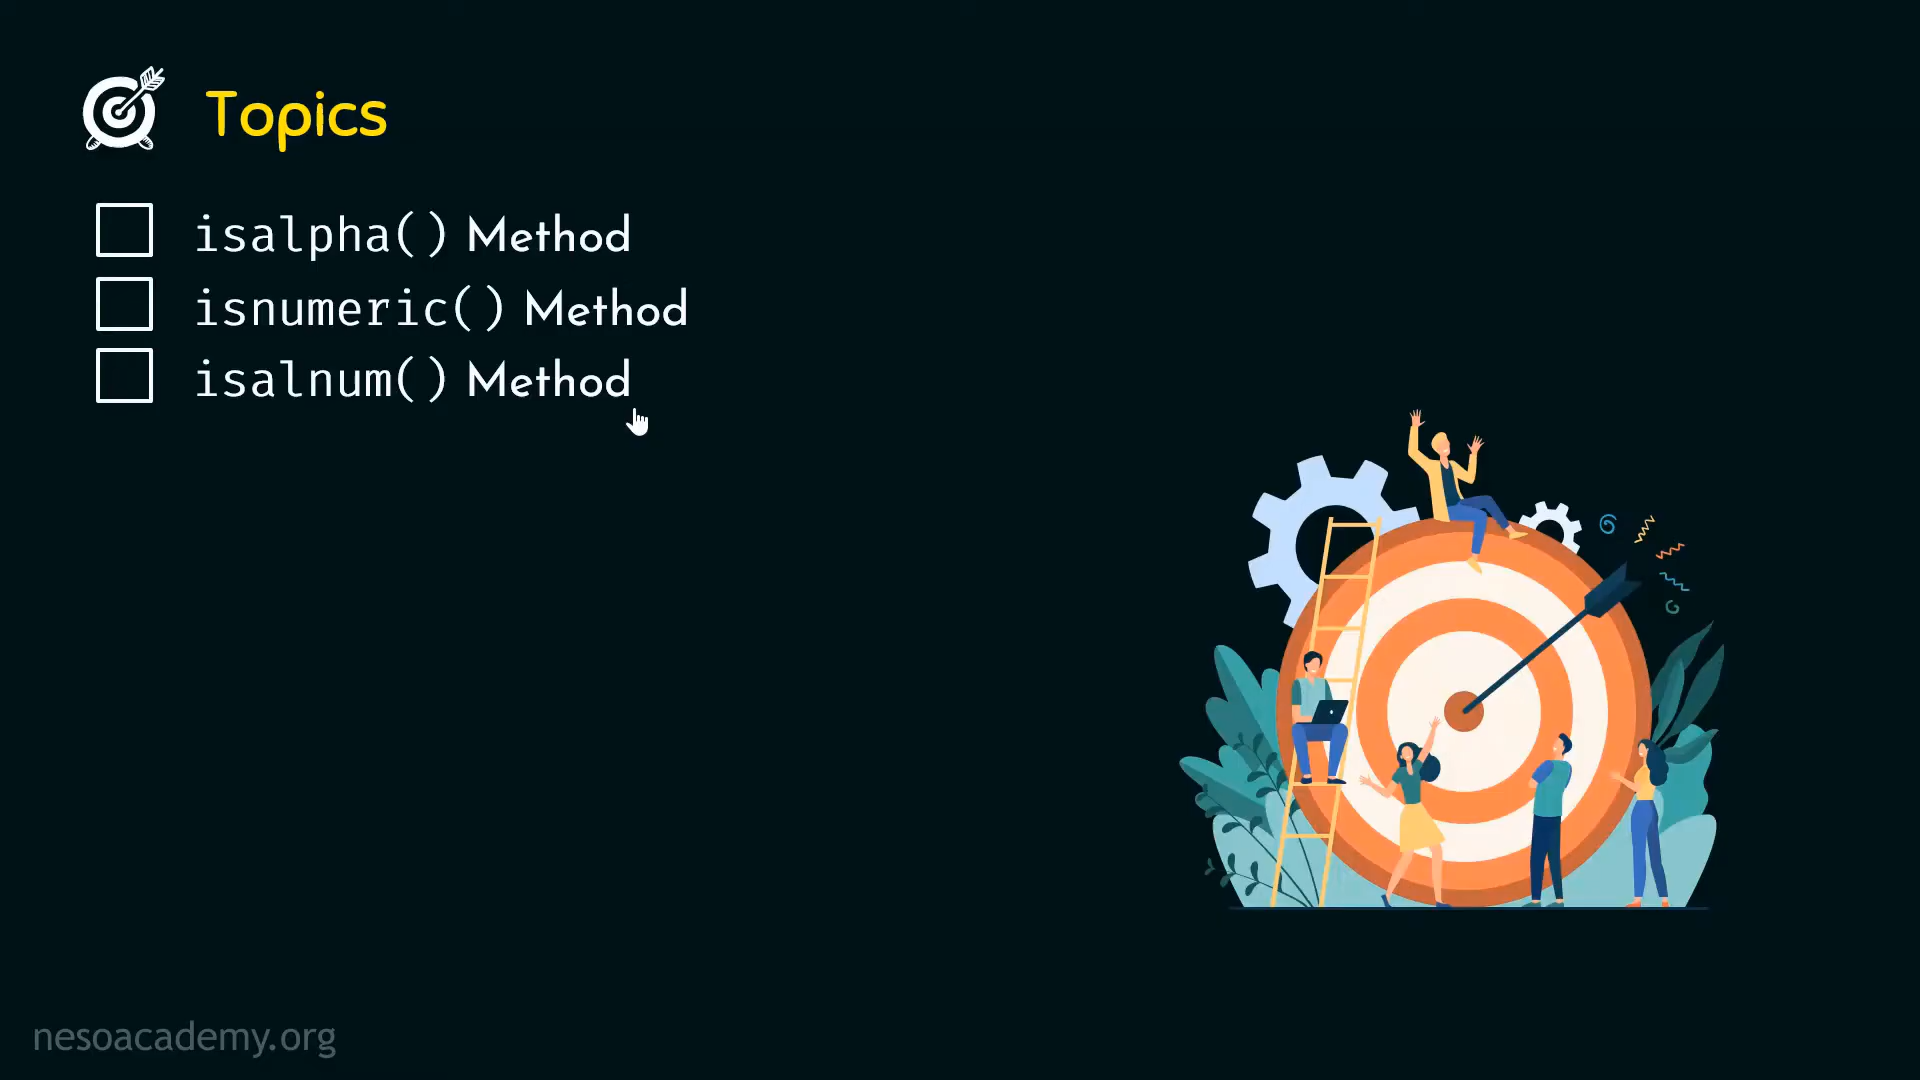 Topics
isalpha() Method
isnumeric() Method
isalnum() Method
nesoacademy.org